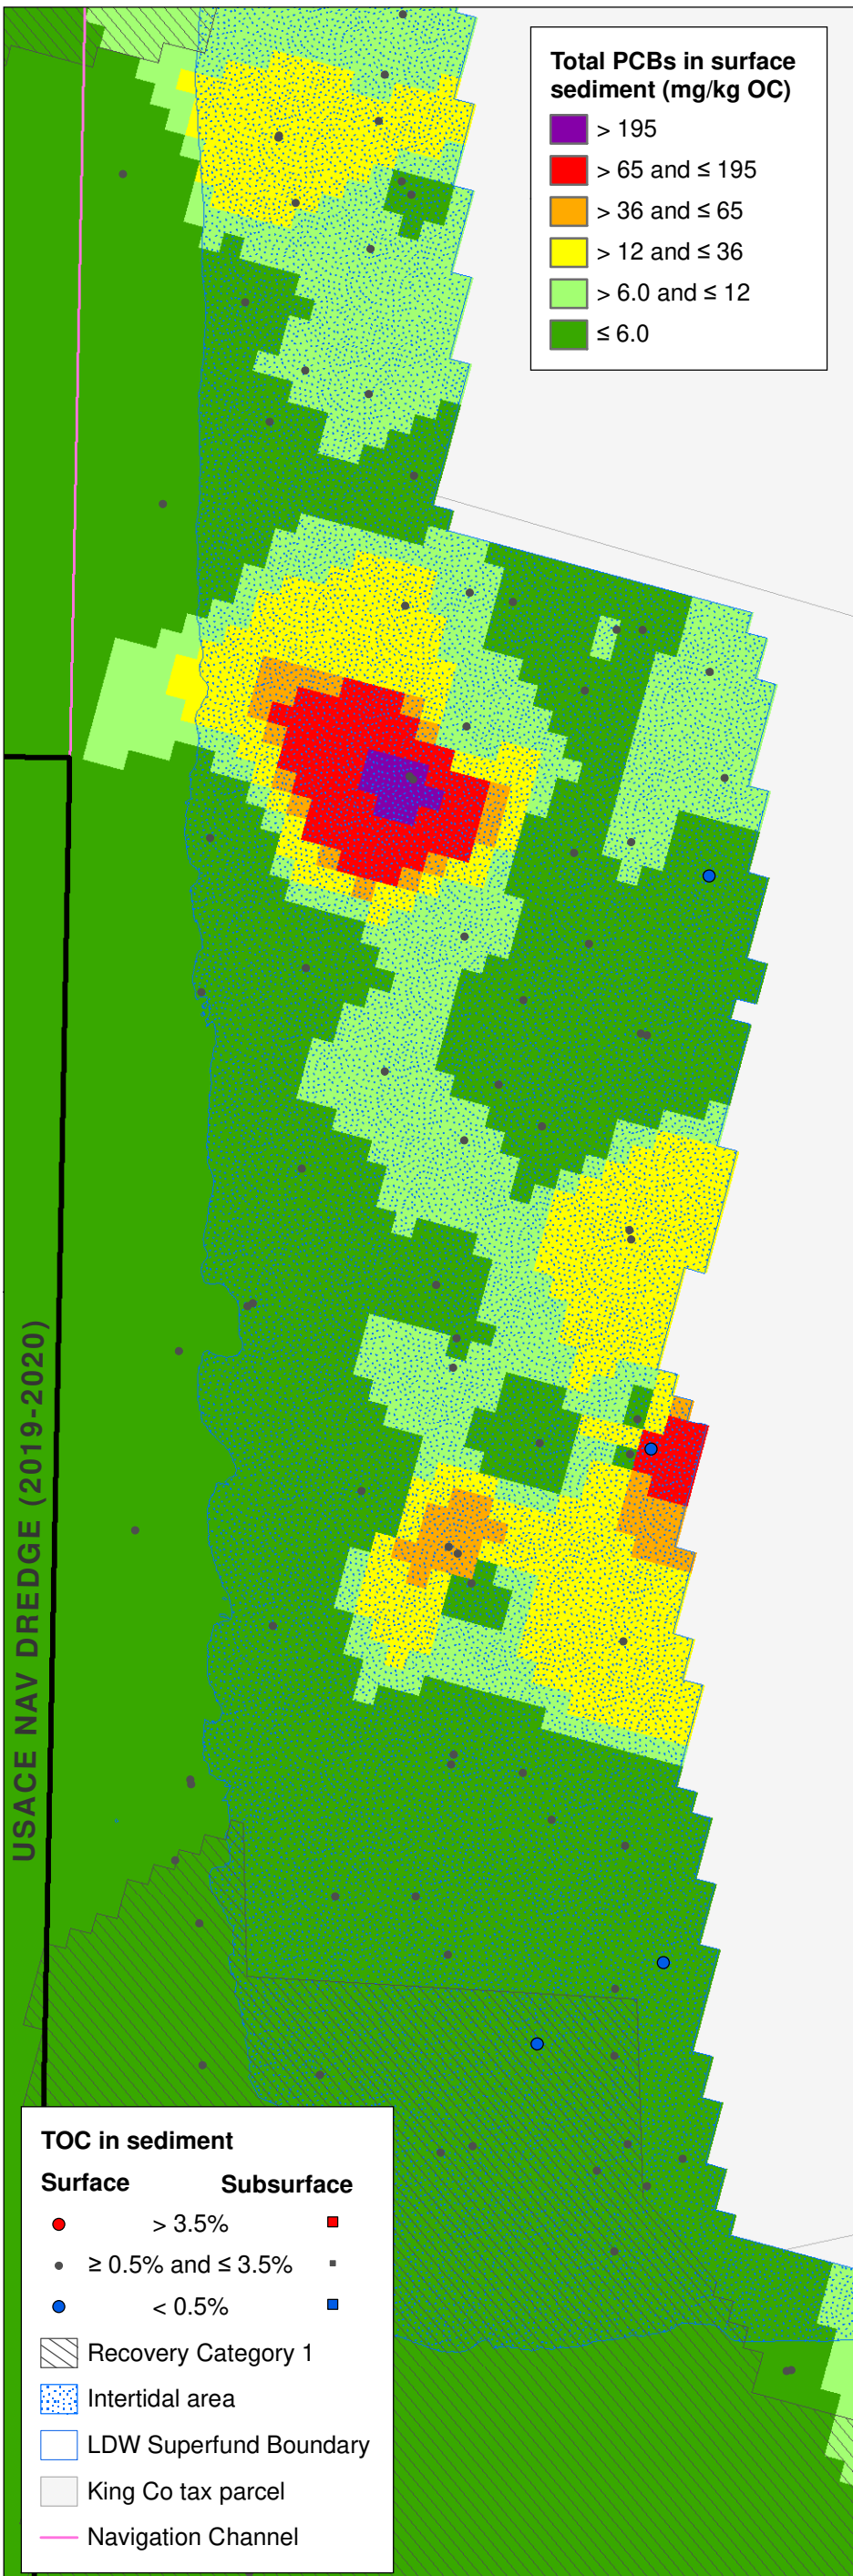 Total PCBs in surface
sediment (mg/kg OC)
> 195
> 65 and ≤ 195
> 36 and ≤ 65
> 12 and ≤ 36
> 6.0 and ≤ 12
≤ 6.0
USACE NAV DREDGE (2019-2020)
TOC in sediment
Surface Subsurface
> 3.5%
≥ 0.5% and ≤ 3.5%
< 0.5%
Recovery Category 1
Intertidal area
LDW Superfund Boundary
King Co tax parcel
Navigation Channel